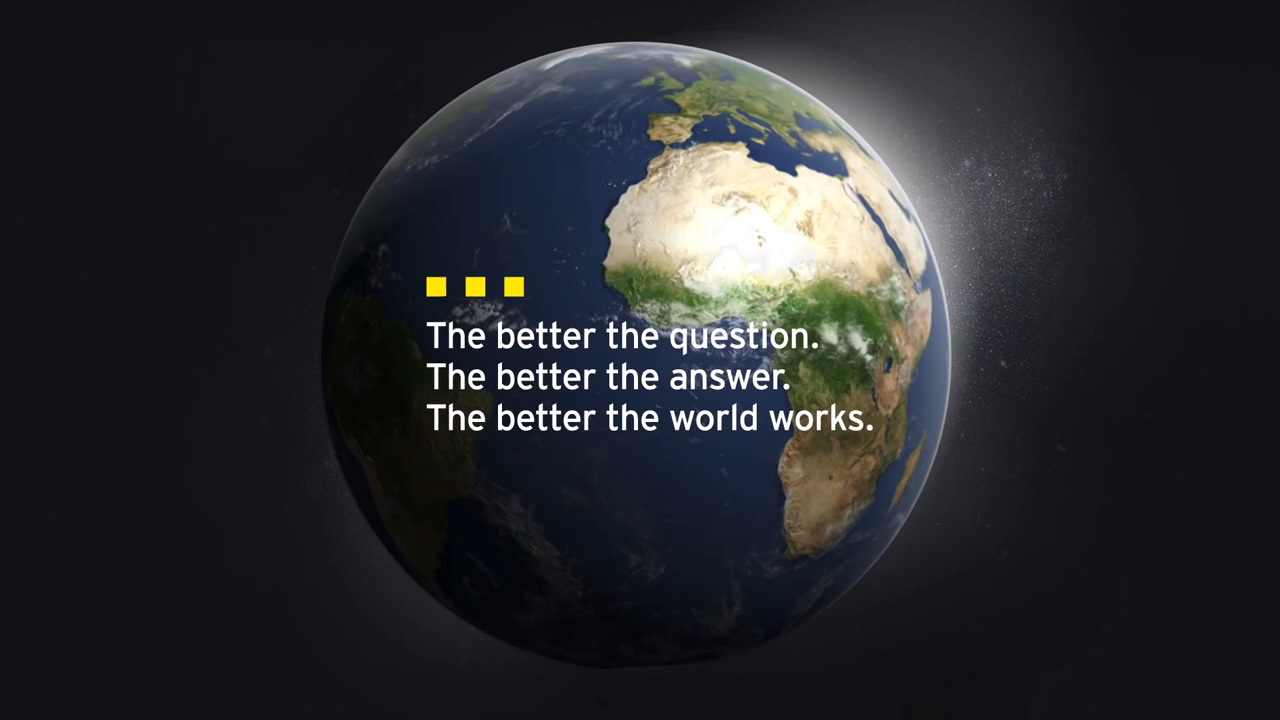 The better the question.
The better the answer.
The better the world works.